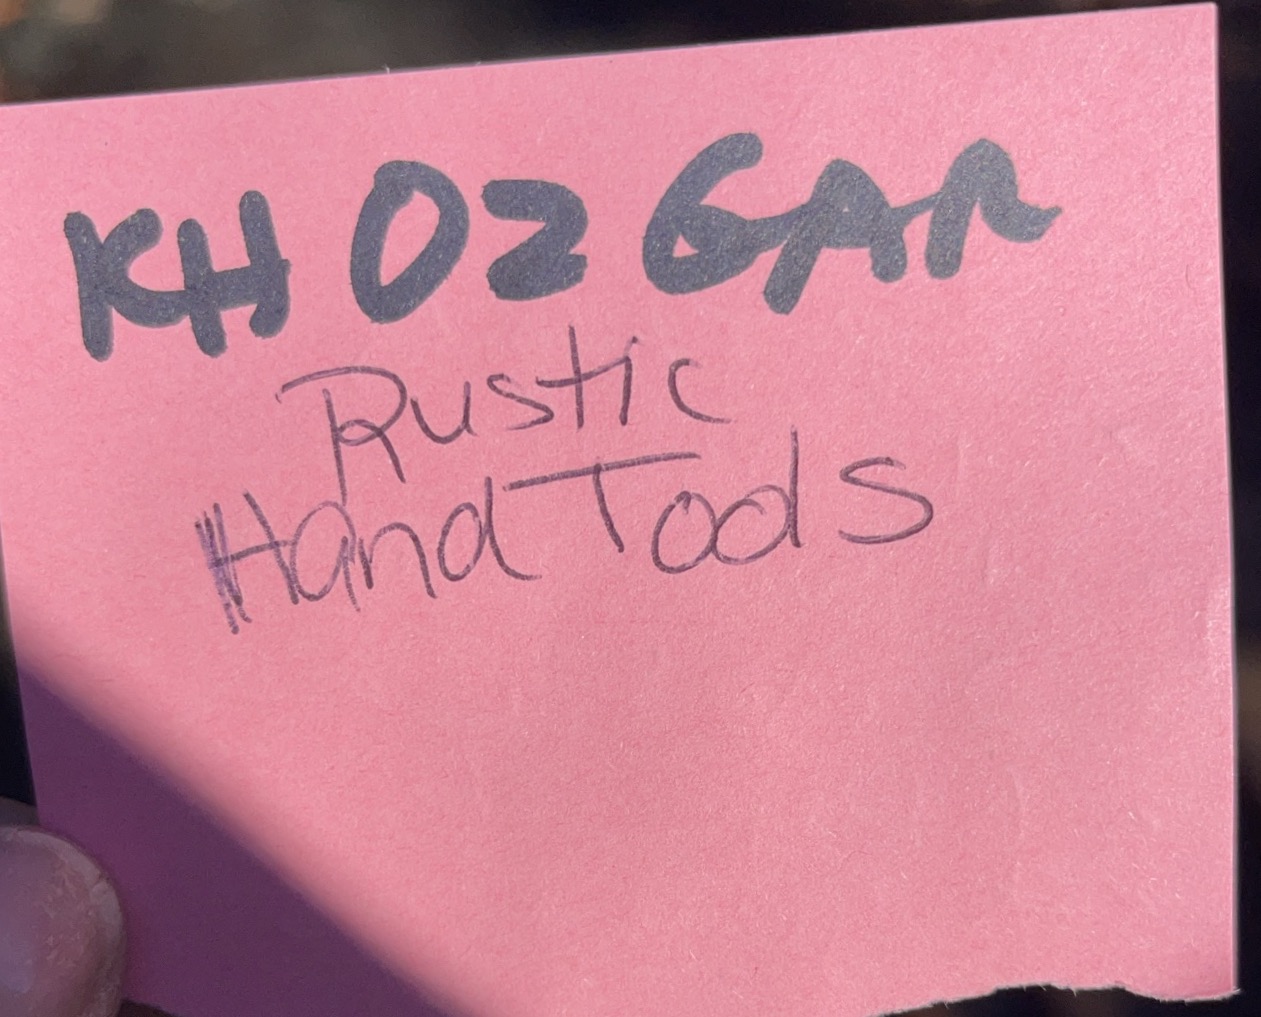 KH 02 GAR
Rustic
Hand Tools